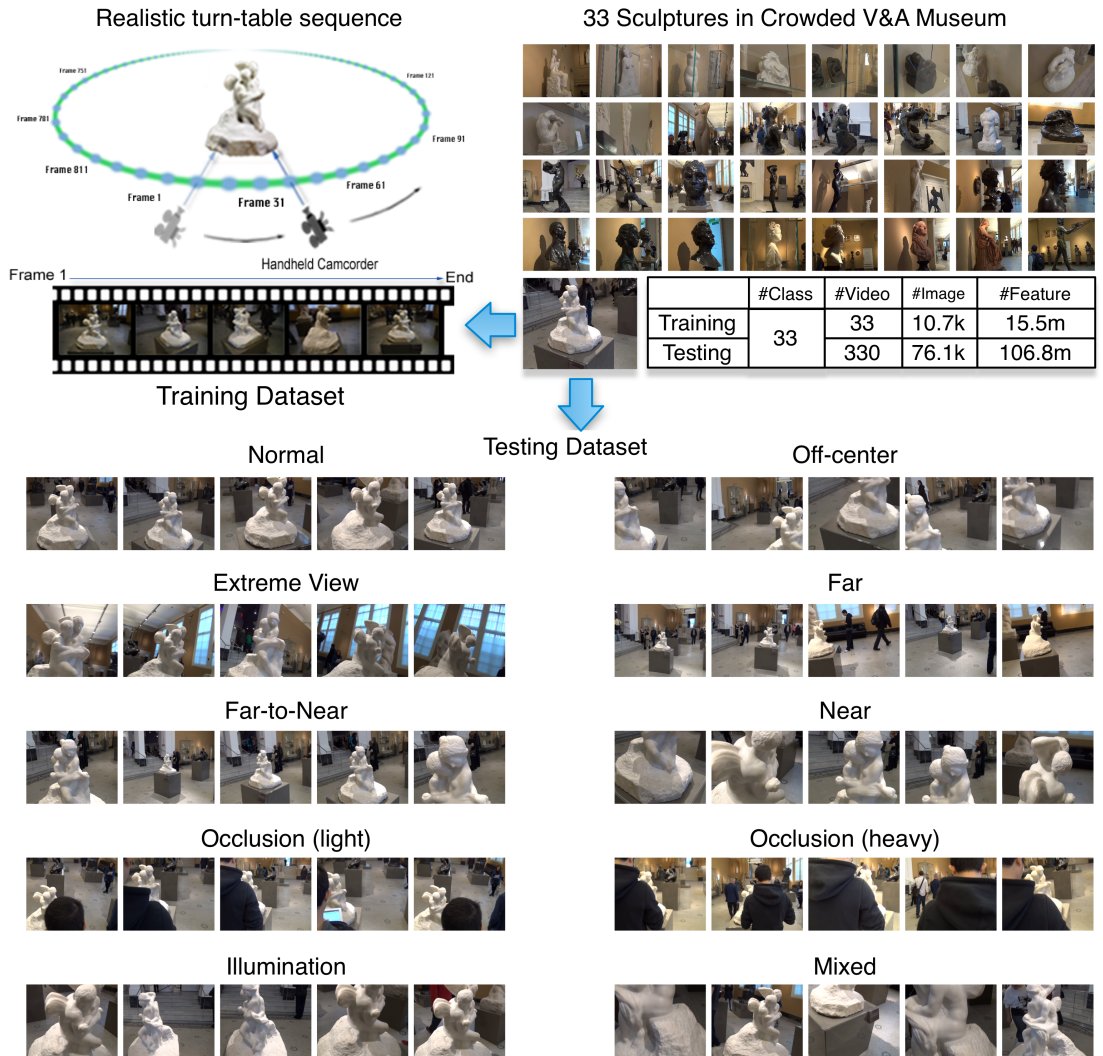 Realistic turn-table sequence
Frame 751
Frame 121
Frame 781
Frame 91
Frame 811
Frame 61
Frame 1
Frame 31
Handheld Camcorder
Frame 1
End
Training Dataset
33 Sculptures in Crowded V&A Museum
#Class #Video #Image #Feature
Training 33 33 10.7k 15.5m
Testing 330 76.1k 106.8m
Testing Dataset
Normal
Off-center
Extreme View
Far
Far-to-Near
Near
Occlusion (light)
Occlusion (heavy)
Illumination
Mixed